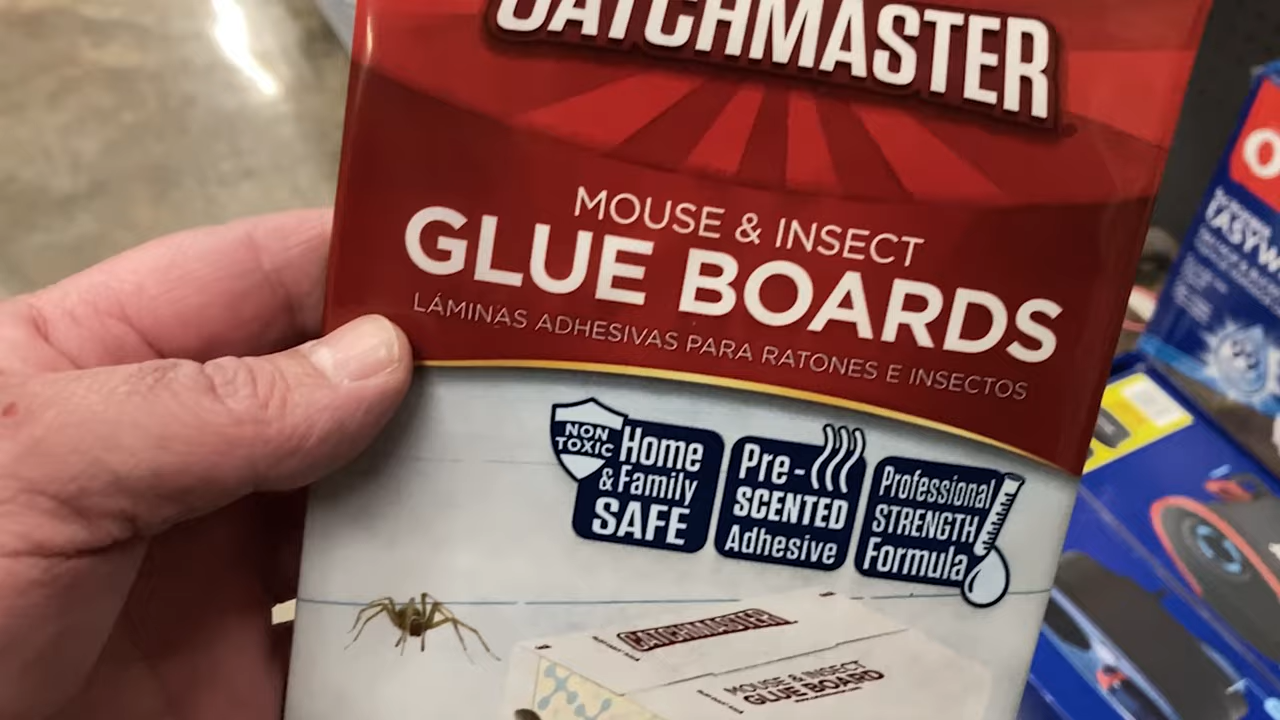 CATCHMASTER
MOUSE & INSECT
GLUE BOARDS
LÁMINAS ADHESIVAS PARA RATONES E INSECTOS
NON
TOXIC
Home
& Family
SAFE
Pre-
SCENTED
Adhesive
Professional
STRENGTH
Formula
CATCHMASTER
MOUSE & INSECT
GLUE BOARD